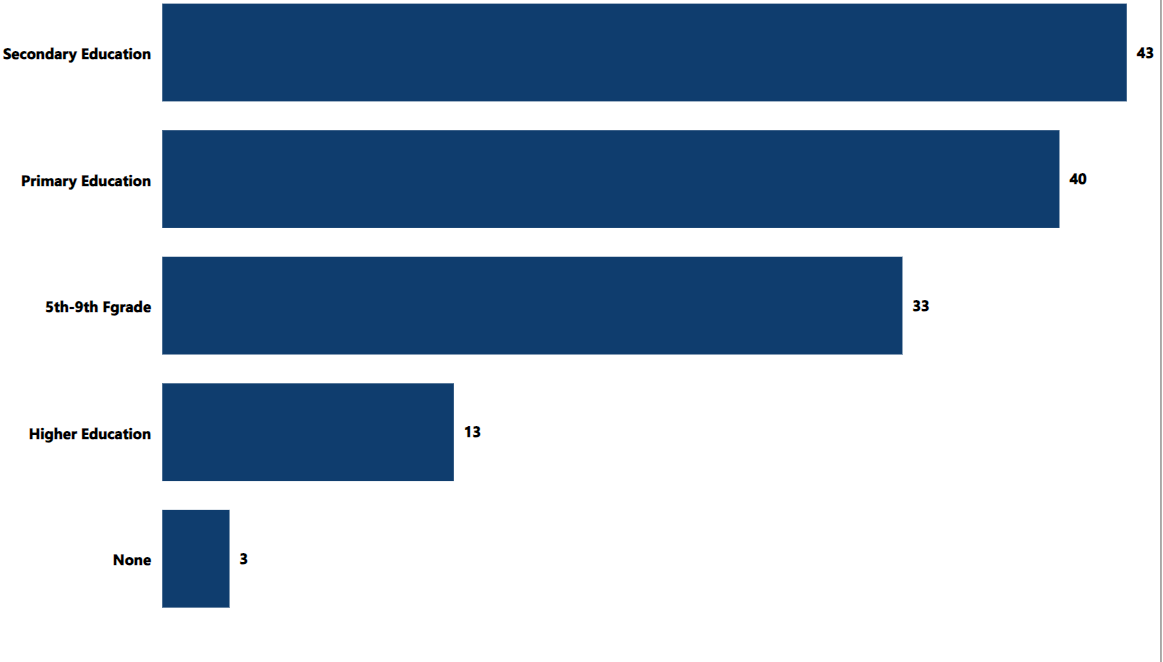 Secondary Education 43
Primary Education 40
5th-9th Fgrade 33
Higher Education 13
None 3